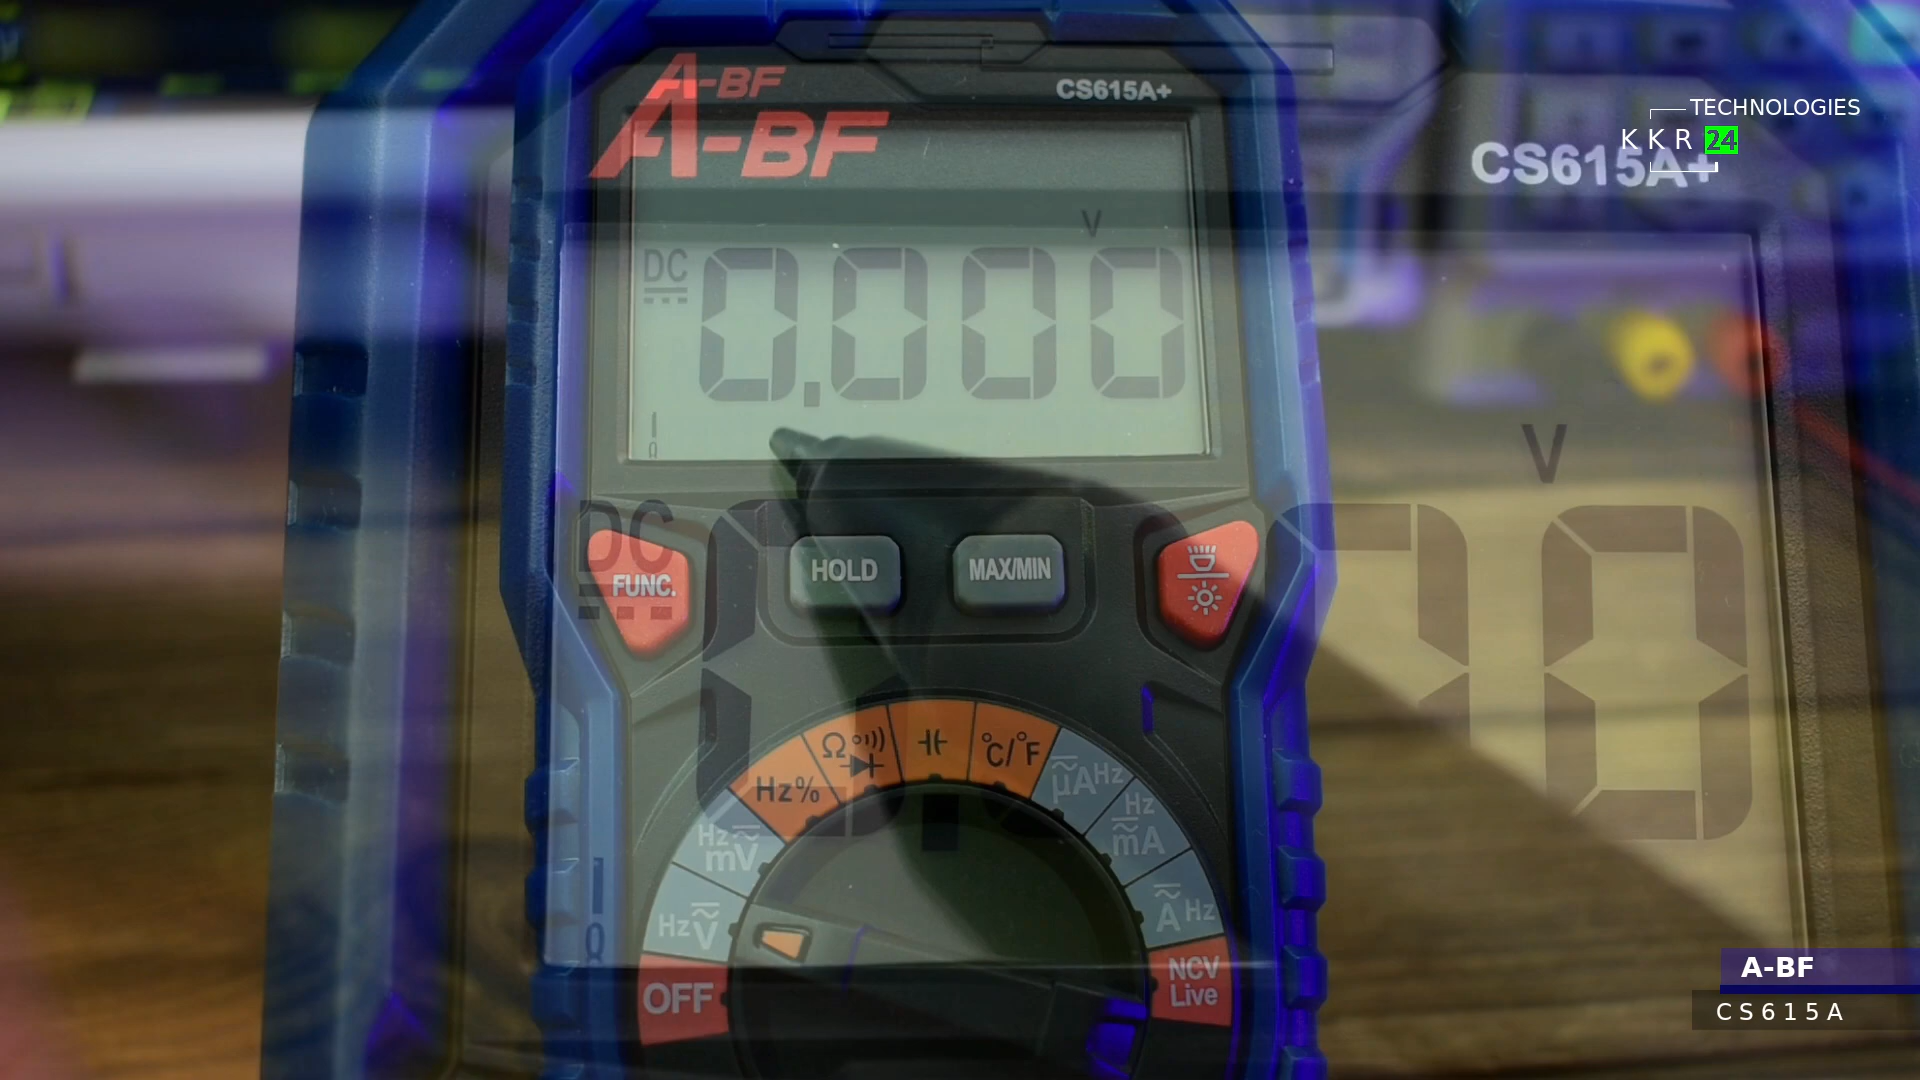 A-BF
CS615A+
A-BF
TECHNOLOGIES
KKR 24
CS615A+
V
DC 0.000
V
DC
FUNC.
HOLD
MAX/MIN
Hz%
Ω
°C/°F
µA Hz
Hz mA
Hz mV
Hz V
A Hz
OFF
NCV Live
A-BF
CS615A